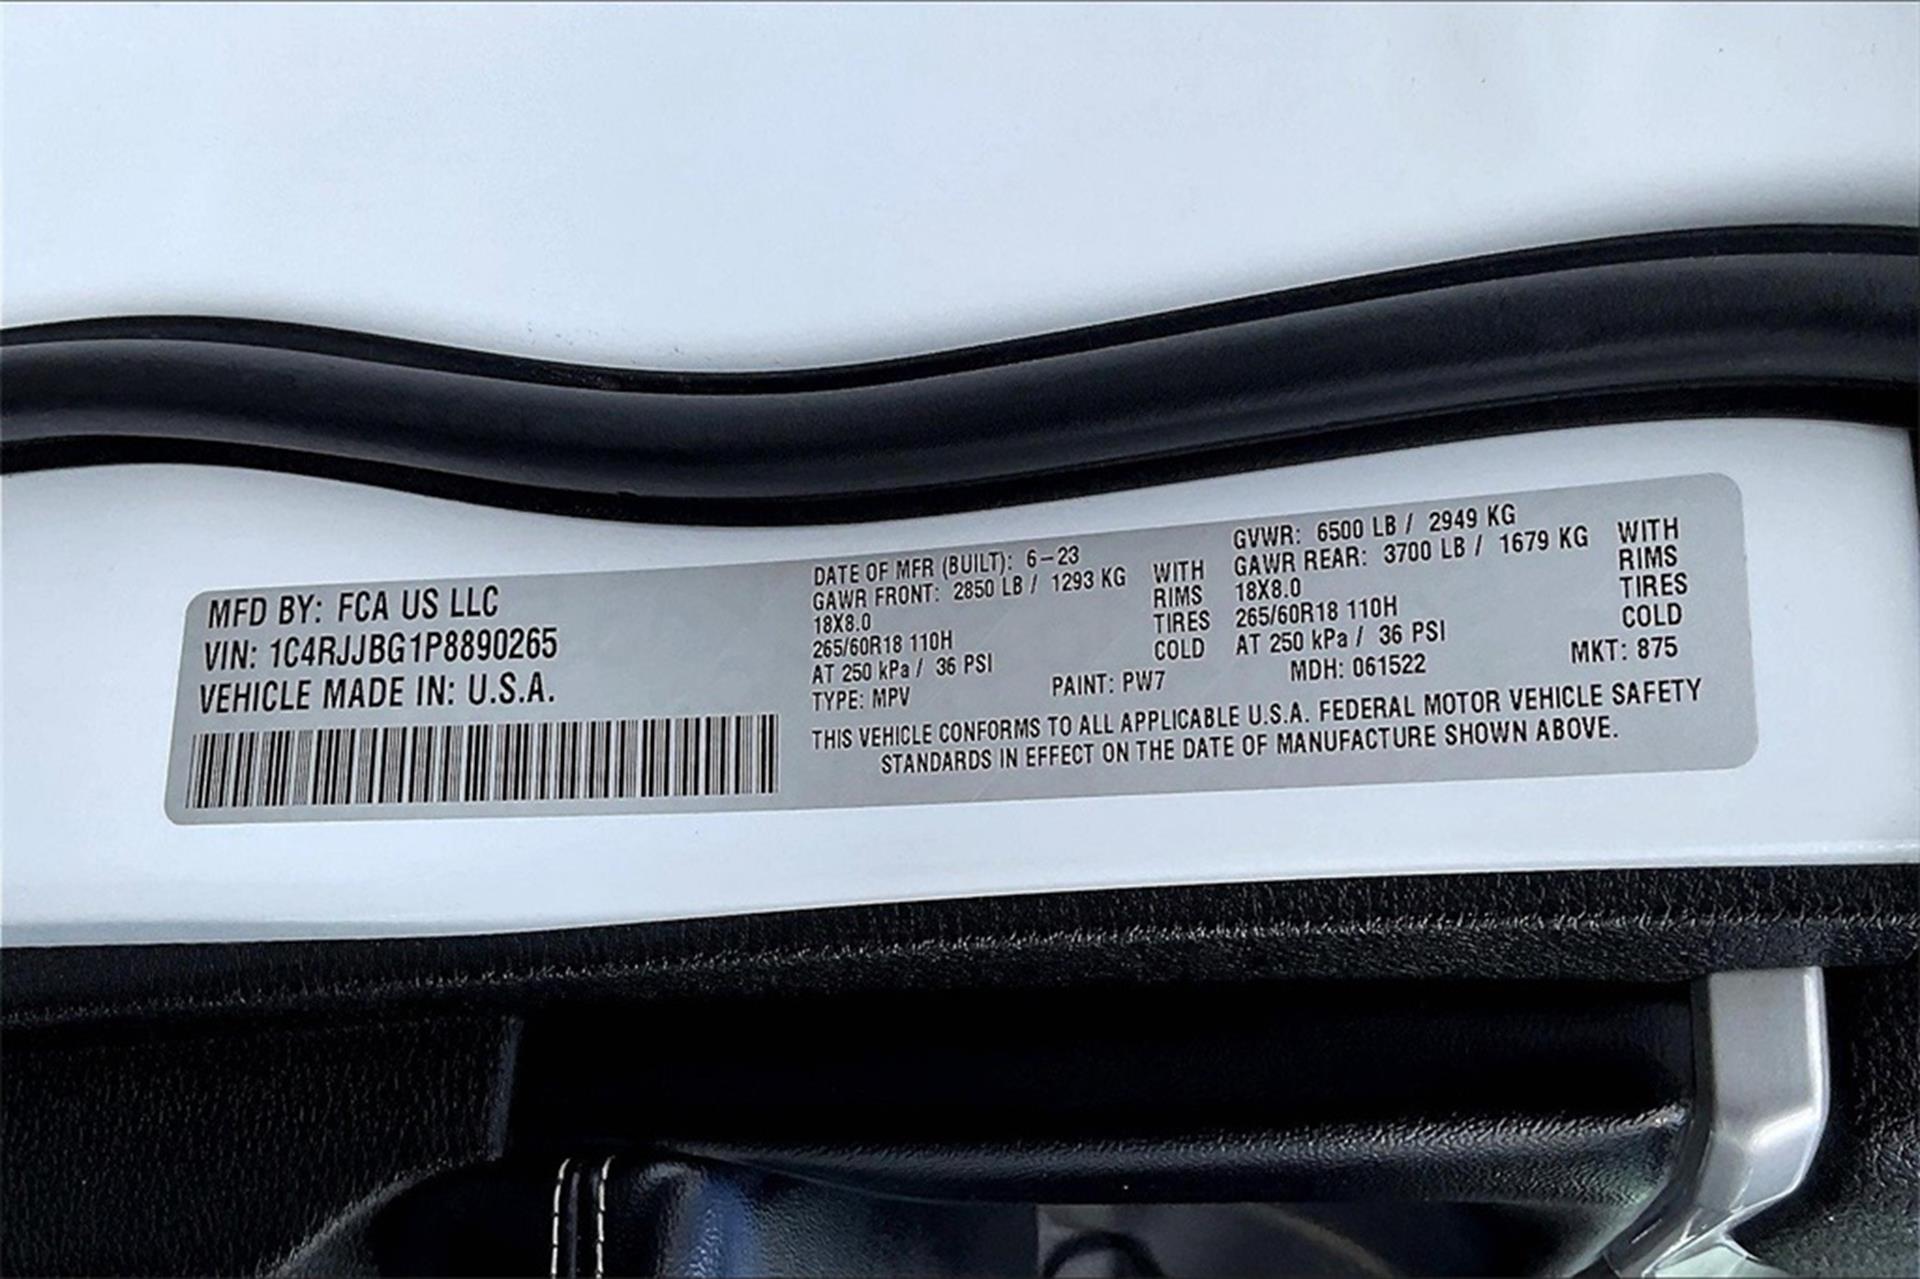 MFD BY: FCA US LLC
VIN: 1C4RJJBG1P8890265
VEHICLE MADE IN: U.S.A.
DATE OF MFR (BUILT): 6-23
GAWR FRONT: 2850 LB / 1293 KG WITH
18X8.0 RIMS
265/60R18 110H TIRES
AT 250 kPa / 36 PSI COLD
TYPE: MPV PAINT: PW7
GVWR: 6500 LB / 2949 KG
GAWR REAR: 3700 LB / 1679 KG WITH
18X8.0 RIMS
265/60R18 110H TIRES
AT 250 kPa / 36 PSI COLD
MDH: 061522 MKT: 875
THIS VEHICLE CONFORMS TO ALL APPLICABLE U.S.A. FEDERAL MOTOR VEHICLE SAFETY
STANDARDS IN EFFECT ON THE DATE OF MANUFACTURE SHOWN ABOVE.